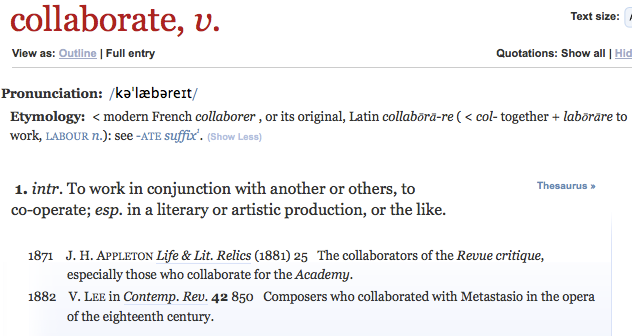 collaborate, v.
Text size: A
View as: Outline | Full entry
Quotations: Show all | Hid
Pronunciation: /kəˈlæbəreɪt/
Etymology: < modern French collaborer , or its original, Latin collabōrā-re ( < col- together + labōrāre to
work, LABOUR n.): see -ATE suffix³. (Show Less)
1. intr. To work in conjunction with another or others, to
Thesaurus »
co-operate; esp. in a literary or artistic production, or the like.
1871 J. H. APPLETON Life & Lit. Relics (1881) 25 The collaborators of the Revue critique,
especially those who collaborate for the Academy.
1882 V. LEE in Contemp. Rev. 42 850 Composers who collaborated with Metastasio in the opera
of the eighteenth century.